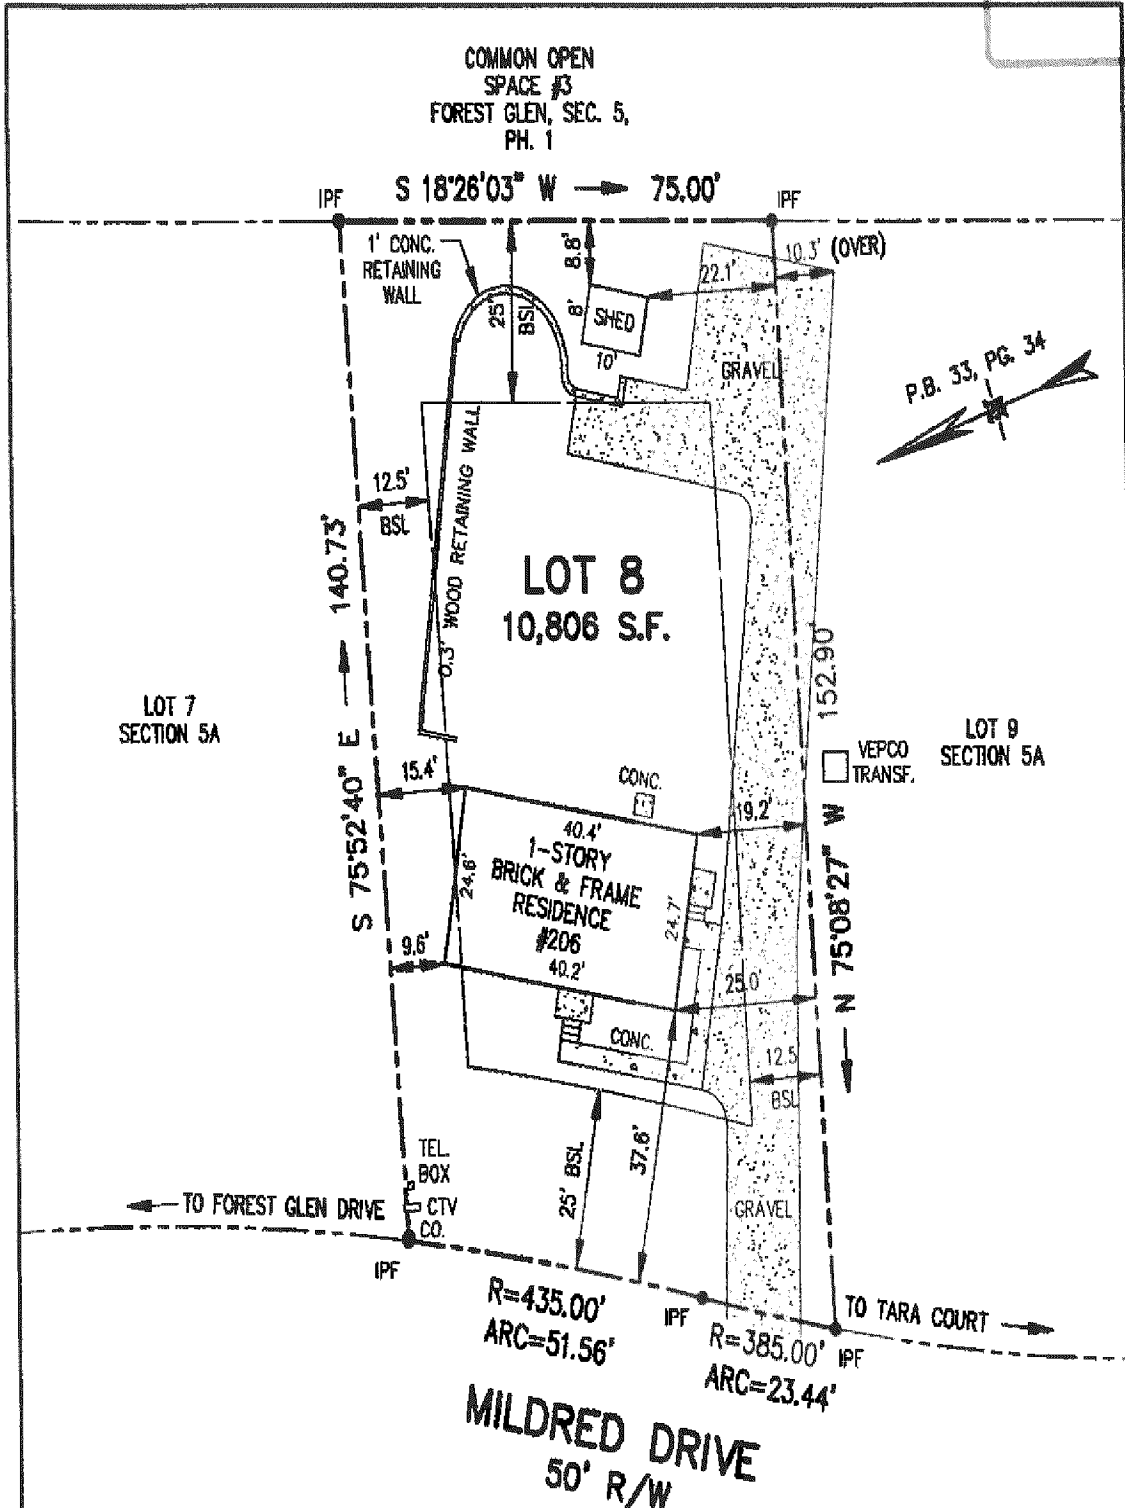 COMMON OPEN
SPACE #3
FOREST GLEN, SEC. 5,
PH. 1
IPF
S 18°26'03" W
75.00'
IPF
1' CONC.
RETAINING
WALL
25'
BSL
8.8'
22.1'
10.3' (OVER)
8'
SHED
10'
GRAVEL
P.B. 33, PG. 34
12.5'
BSL
0.3' WOOD RETAINING WALL
LOT 8
10,806 S.F.
S 75°52'40" E
140.73'
152.90'
LOT 7
SECTION 5A
LOT 9
SECTION 5A
VEPCO
TRANSF.
15.4'
CONC.
19.2'
N 75°08'27" W
40.4'
1-STORY
BRICK & FRAME
RESIDENCE
#206
40.2'
24.6'
24.7'
9.6'
25.0'
CONC.
12.5
BSL
25' BSL
37.6'
TEL.
BOX
CTV
CO.
TO FOREST GLEN DRIVE
GRAVEL
IPF
R=435.00'
ARC=51.56'
IPF
R=385.00'
ARC=23.44'
IPF
TO TARA COURT
MILDRED DRIVE
50' R/W